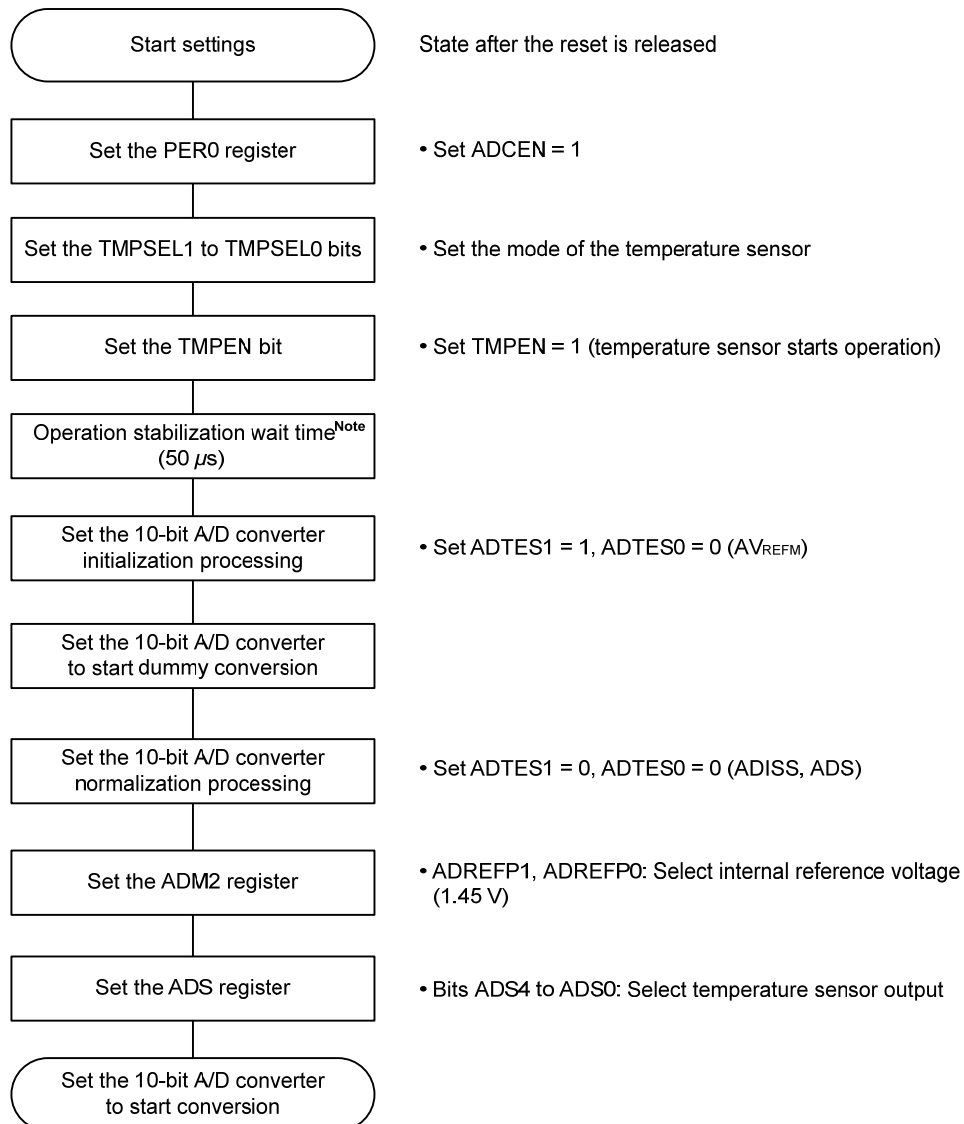 Start settings
State after the reset is released
Set the PER0 register
• Set ADCEN = 1
Set the TMPSEL1 to TMPSEL0 bits
• Set the mode of the temperature sensor
Set the TMPEN bit
• Set TMPEN = 1 (temperature sensor starts operation)
Operation stabilization wait timeNote
(50 μs)
Set the 10-bit A/D converter
initialization processing
• Set ADTES1 = 1, ADTES0 = 0 (AVREFM)
Set the 10-bit A/D converter
to start dummy conversion
Set the 10-bit A/D converter
normalization processing
• Set ADTES1 = 0, ADTES0 = 0 (ADISS, ADS)
Set the ADM2 register
• ADREFP1, ADREFP0: Select internal reference voltage
(1.45 V)
Set the ADS register
• Bits ADS4 to ADS0: Select temperature sensor output
Set the 10-bit A/D converter
to start conversion